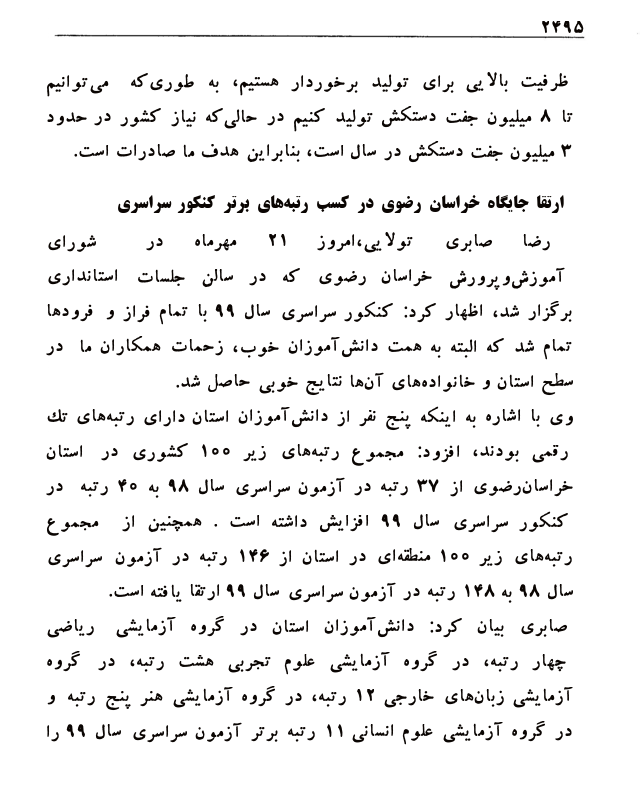 ۲۴۹۵
ظرفیت بالایی برای تولید برخوردار هستیم، به طوری‌که می‌توانیم
تا ۸ میلیون جفت دستکش تولید کنیم در حالی‌که نیاز کشور در حدود
۳ میلیون جفت دستکش در سال است، بنابراین هدف ما صادرات است.
ارتقا جایگاه خراسان رضوی در کسب رتبه‌های برتر کنکور سراسری
رضا صابری تولایی،امروز ۲۱ مهرماه در شورای
آموزش‌وپرورش خراسان رضوی که در سالن جلسات استانداری
برگزار شد، اظهار کرد: کنکور سراسری سال ۹۹ با تمام فراز و فرودها
تمام شد که البته به همت دانش‌آموزان خوب، زحمات همکاران ما در
سطح استان و خانواده‌های آن‌ها نتایج خوبی حاصل شد.
وی با اشاره به اینکه پنج نفر از دانش‌آموزان استان دارای رتبه‌های تك
رقمی بودند، افزود: مجموع رتبه‌های زیر ۱۰۰ کشوری در استان
خراسان‌رضوی از ۳۷ رتبه در آزمون سراسری سال ۹۸ به ۴۰ رتبه در
کنکور سراسری سال ۹۹ افزایش داشته است . همچنین از مجموع
رتبه‌های زیر ۱۰۰ منطقه‌ای در استان از ۱۴۶ رتبه در آزمون سراسری
سال ۹۸ به ۱۴۸ رتبه در آزمون سراسری سال ۹۹ ارتقا یافته است.
صابری بیان کرد: دانش‌آموزان استان در گروه آزمایشی ریاضی
چهار رتبه، در گروه آزمایشی علوم تجربی هشت رتبه، در گروه
آزمایشی زبان‌های خارجی ۱۲ رتبه، در گروه آزمایشی هنر پنج رتبه و
در گروه آزمایشی علوم انسانی ۱۱ رتبه برتر آزمون سراسری سال ۹۹ را